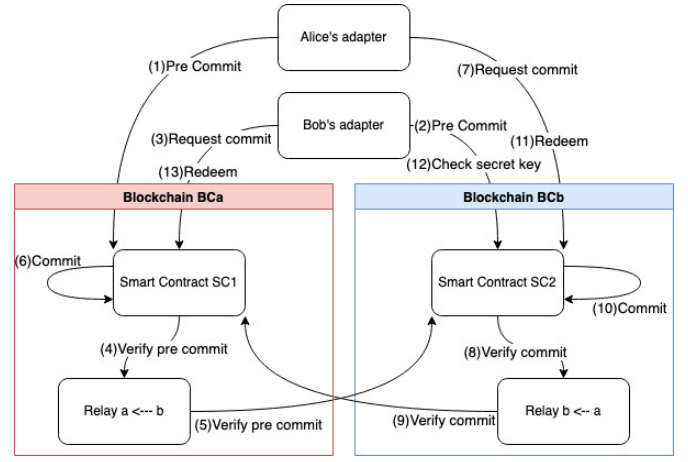 Alice's adapter
(1)Pre Commit
(7)Request commit
Bob's adapter
(2)Pre Commit
(3)Request commit
(11)Redeem
(12)Check secret key
(13)Redeem
Blockchain BCa
Blockchain BCb
(6)Commit
Smart Contract SC1
Smart Contract SC2
(10)Commit
(4)Verify pre commit
(8)Verify commit
Relay a <--- b
(5)Verify pre commit
(9)Verify commit
Relay b <-- a